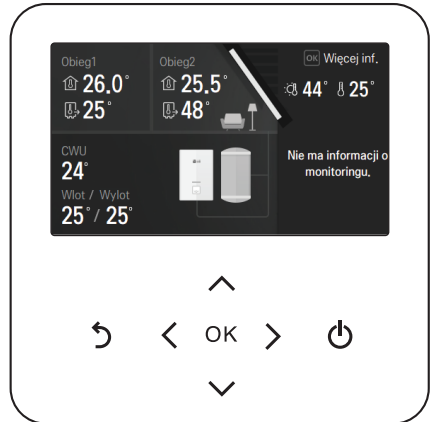 Obieg1
26.0°
25°
Obieg2
25.5°
48°
OK Więcej inf.
44° 25°
CWU
24°
Wlot / Wylot
25° / 25°
LG
Nie ma informacji o
monitoringu.
OK